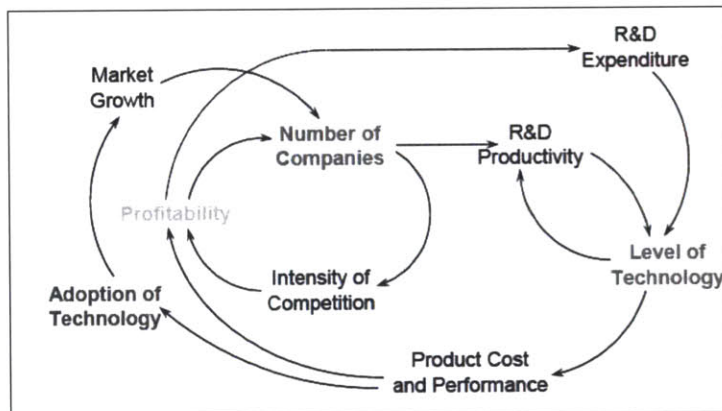 R&D
Expenditure
Market
Growth
Number of
Companies
R&D
Productivity
Profitability
Level of
Technology
Intensity of
Competition
Adoption of
Technology
Product Cost
and Performance